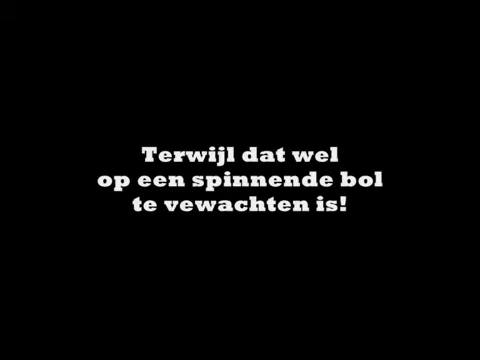 Terwijl dat wel
op een spinnende bol
te vewachten is!